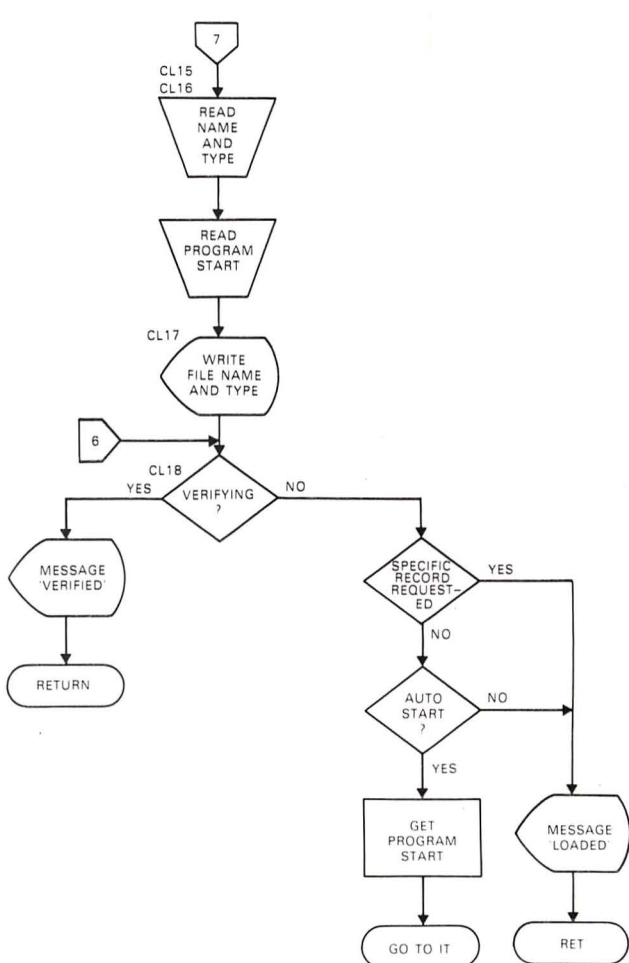 7
CL15
CL16
READ
NAME
AND
TYPE
READ
PROGRAM
START
CL17
WRITE
FILE NAME
AND TYPE
6
CL18
YES
VERIFYING
?
NO
MESSAGE
'VERIFIED'
RETURN
SPECIFIC
RECORD
REQUEST–
ED
YES
NO
AUTO
START
?
NO
YES
GET
PROGRAM
START
MESSAGE
'LOADED'
GO TO IT
RET